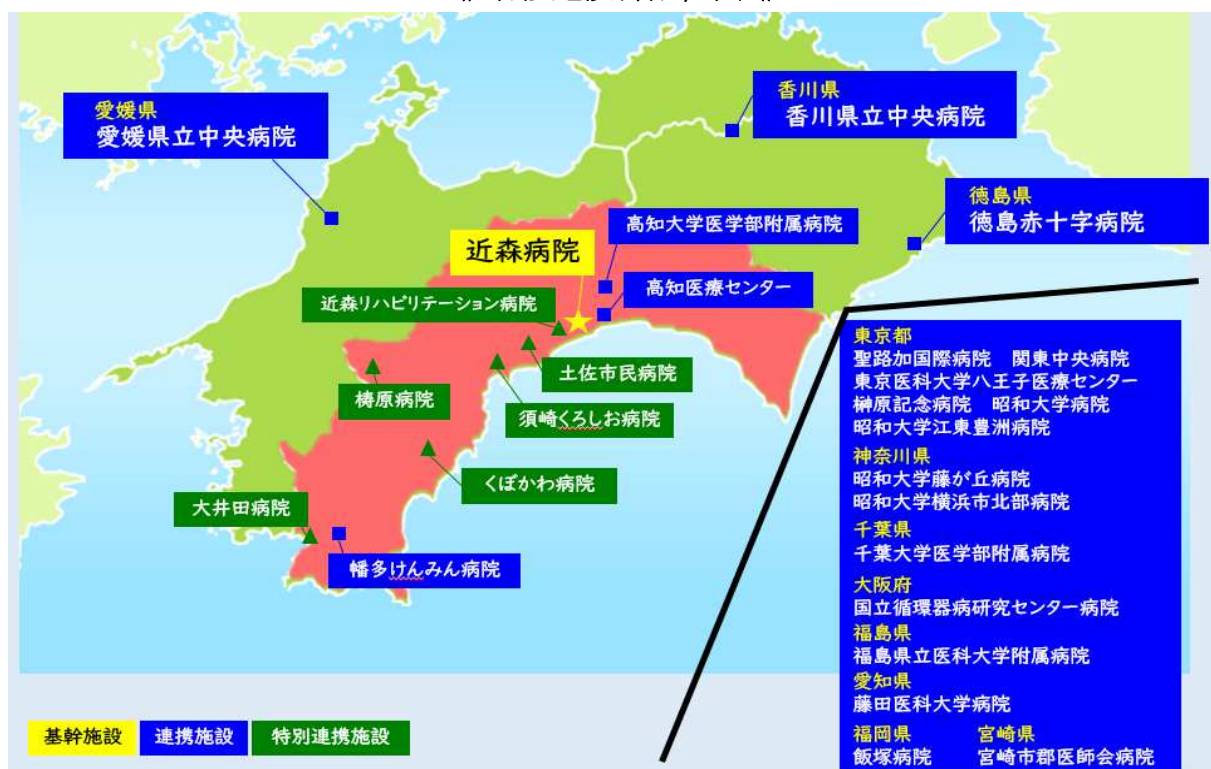 愛媛県
愛媛県立中央病院
香川県
香川県立中央病院
徳島県
徳島赤十字病院
高知大学医学部附属病院
近森病院
高知医療センター
近森リハビリテーション病院
土佐市民病院
梼原病院
須崎くろしお病院
くぼかわ病院
大井田病院
幡多けんみん病院
東京都
聖路加国際病院 関東中央病院
東京医科大学八王子医療センター
榊原記念病院 昭和大学病院
昭和大学江東豊洲病院
神奈川県
昭和大学藤が丘病院
昭和大学横浜市北部病院
千葉県
千葉大学医学部附属病院
大阪府
国立循環器病研究センター病院
福島県
福島県立医科大学附属病院
愛知県
藤田医科大学病院
福岡県 宮崎県
飯塚病院 宮崎市郡医師会病院
基幹施設 連携施設 特別連携施設